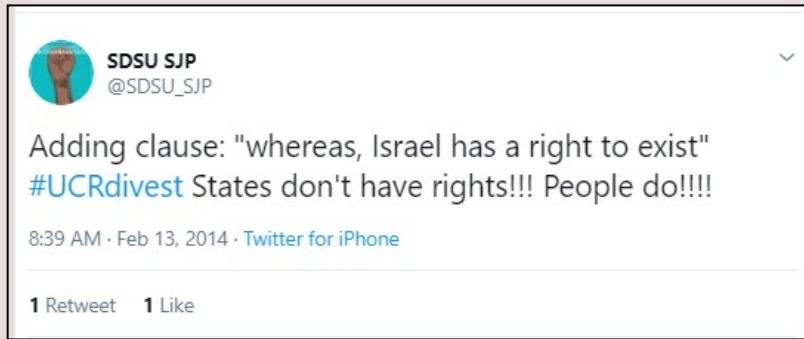 SDSU SJP
@SDSU_SJP
Adding clause: "whereas, Israel has a right to exist"
#UCRdivest States don't have rights!!! People do!!!!
8:39 AM · Feb 13, 2014 · Twitter for iPhone
1 Retweet 1 Like